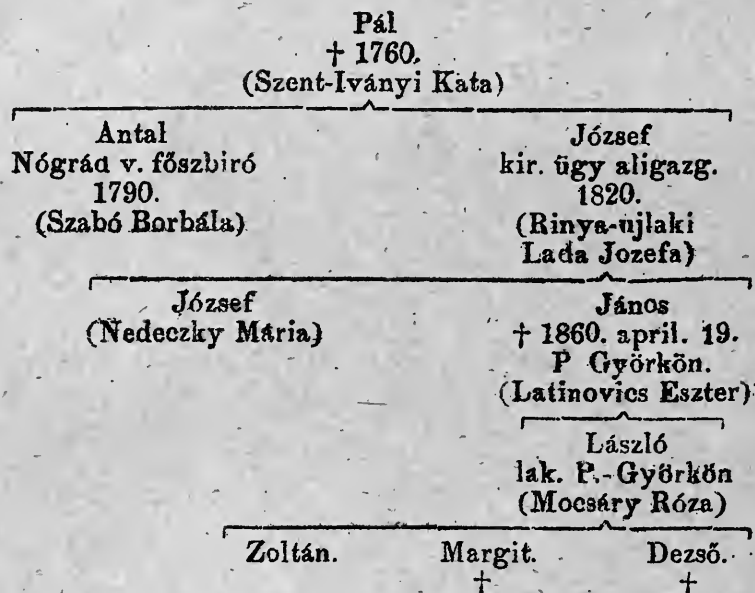 Pál
† 1760.
(Szent-Iványi Kata)
Antal
Nógrád v. főszbiró
1790.
(Szabó Borbála)
József
kir. ügy aligazg.
1820.
(Rinya-ujlaki
Lada Jozefa)
József
(Nedeczky Mária)
János
† 1860. april. 19.
P Györkön.
(Latinovics Eszter)
László
lak. P.-Györkön
(Mocsáry Róza)
Zoltán. Margit. Dezső.
† †